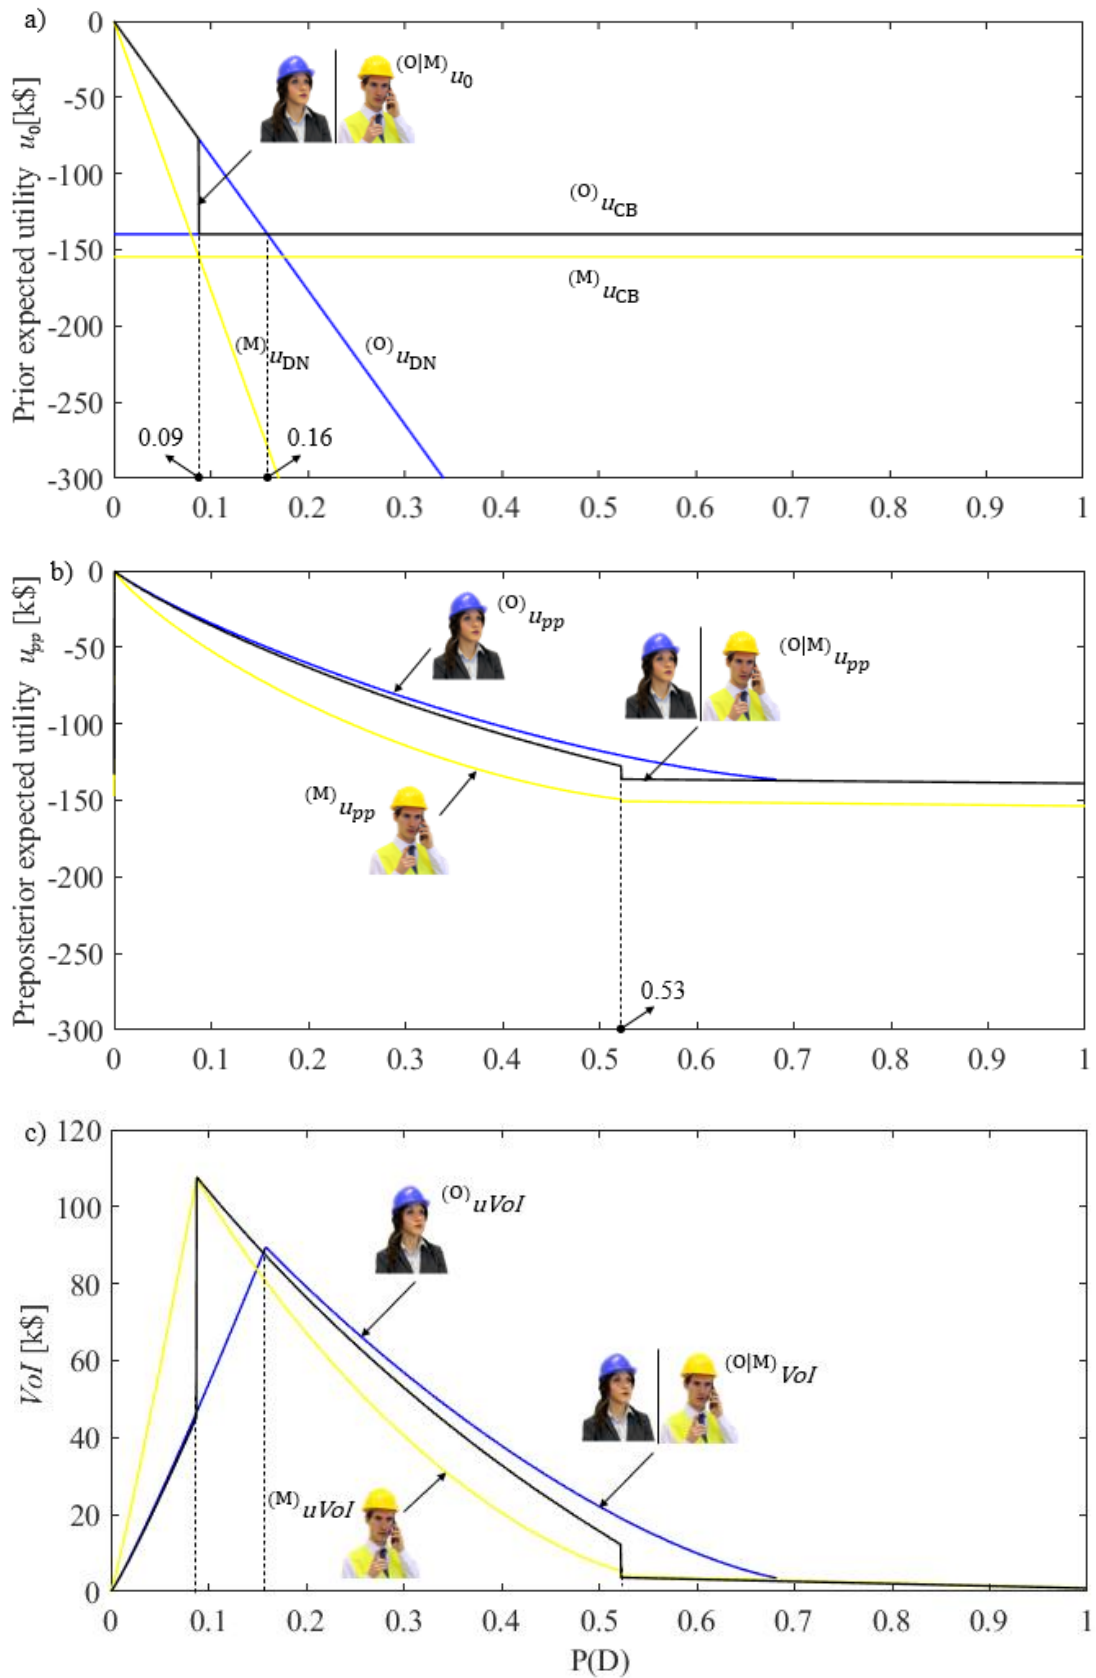 a)
Prior expected utility u0[k$]
0
-50
-100
-150
-200
-250
-300
(O|M)u0
(O)uCB
(M)uCB
(M)uDN
(O)uDN
0.09
0.16
0 0.1 0.2 0.3 0.4 0.5 0.6 0.7 0.8 0.9 1
b)
Preposterior expected utility upp [k$]
0
-50
-100
-150
-200
-250
-300
(O)upp
(O|M)upp
(M)upp
0.53
0 0.1 0.2 0.3 0.4 0.5 0.6 0.7 0.8 0.9 1
c)
VoI [k$]
120
100
80
60
40
20
0
(O)uVoI
(O|M)VoI
(M)uVoI
0 0.1 0.2 0.3 0.4 0.5 0.6 0.7 0.8 0.9 1
P(D)